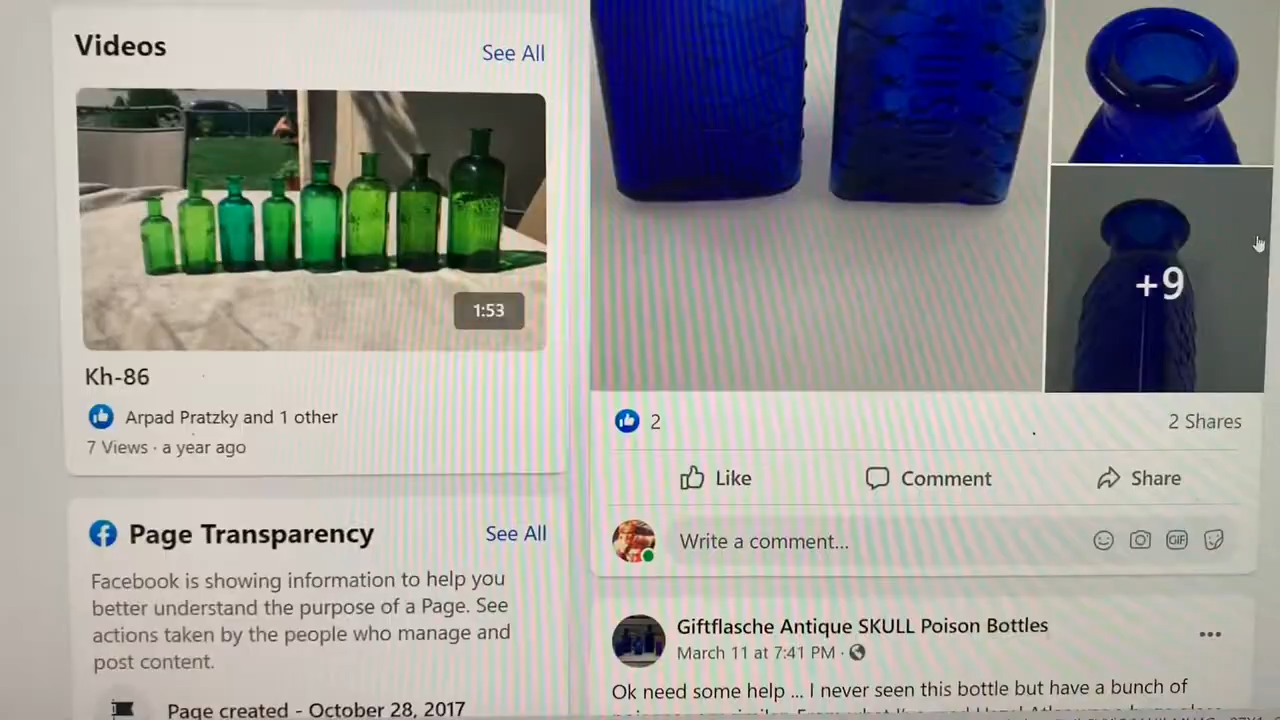 Videos
See All
1:53
Kh-86
Arpad Pratzky and 1 other
7 Views · a year ago
Page Transparency
See All
Facebook is showing information to help you
better understand the purpose of a Page. See
actions taken by the people who manage and
post content.
Page created - October 28, 2017
+9
2
2 Shares
Like
Comment
Share
Write a comment...
GIF
Giftflasche Antique SKULL Poison Bottles
March 11 at 7:41 PM ·
Ok need some help ... I never seen this bottle but have a bunch of